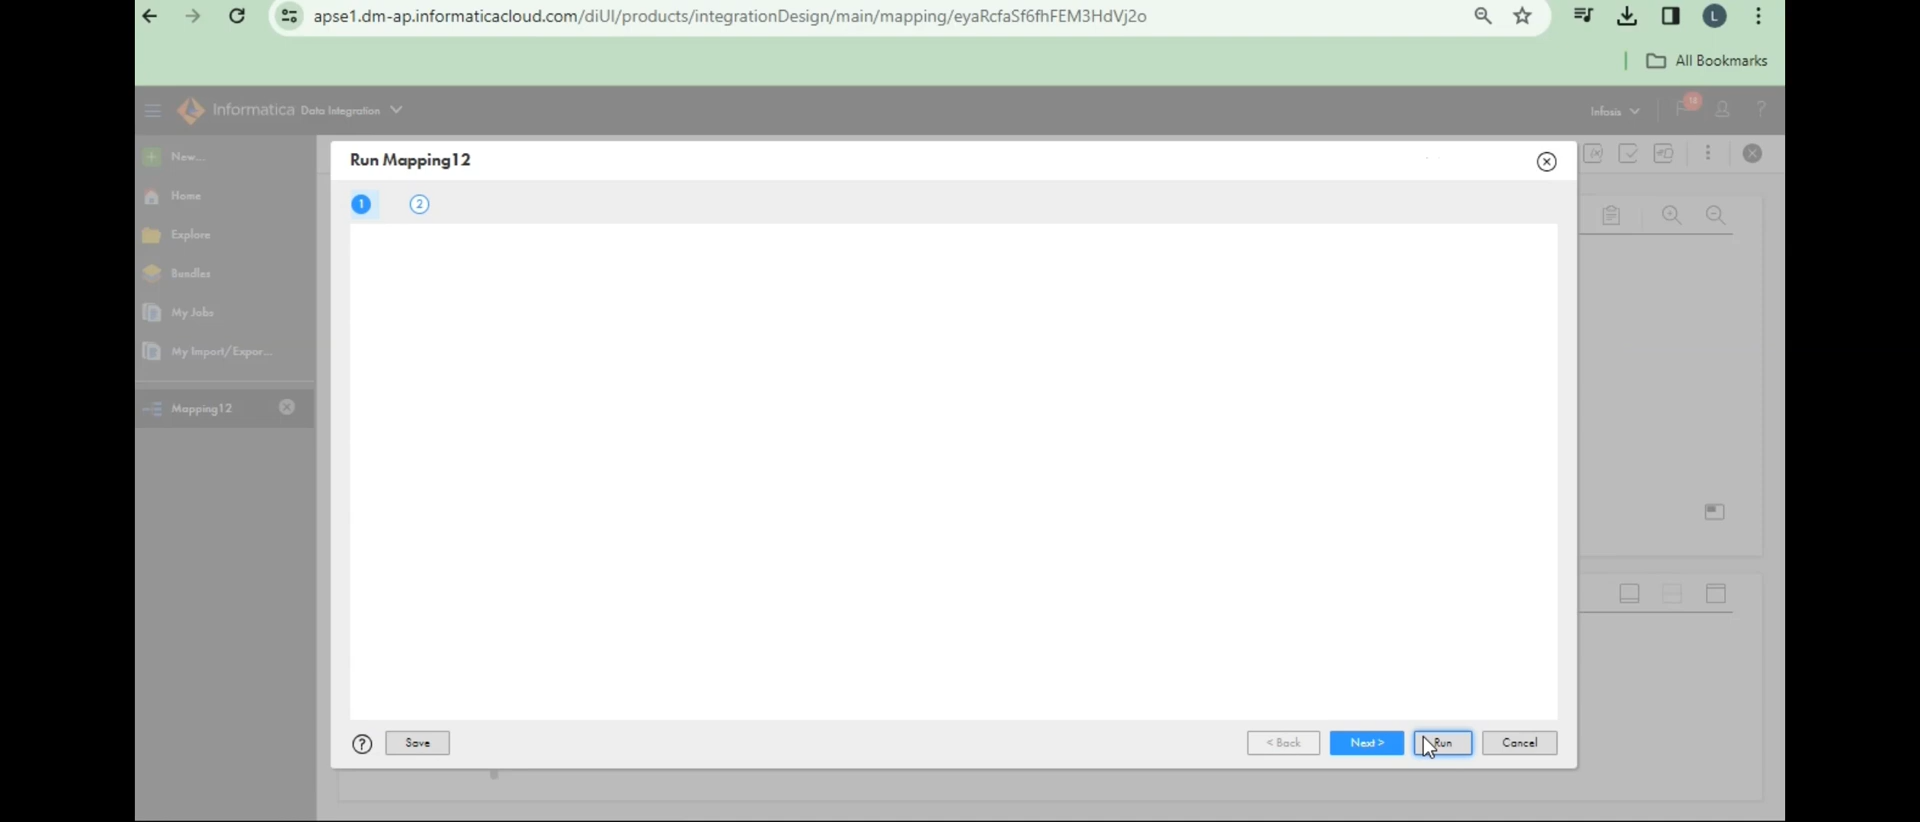 apse1.dm-ap.informaticacloud.com/diUI/products/integrationDesign/main/mapping/eyaRcfaSf6fhFEM3HdVj2o
L
All Bookmarks
Informatica Data Integration
Infosis
18
?
New...
Home
Explore
Bundles
My Jobs
My Import/Expor...
Mapping12
Run Mapping12
1
2
? Save
< Back
Next >
Run
Cancel